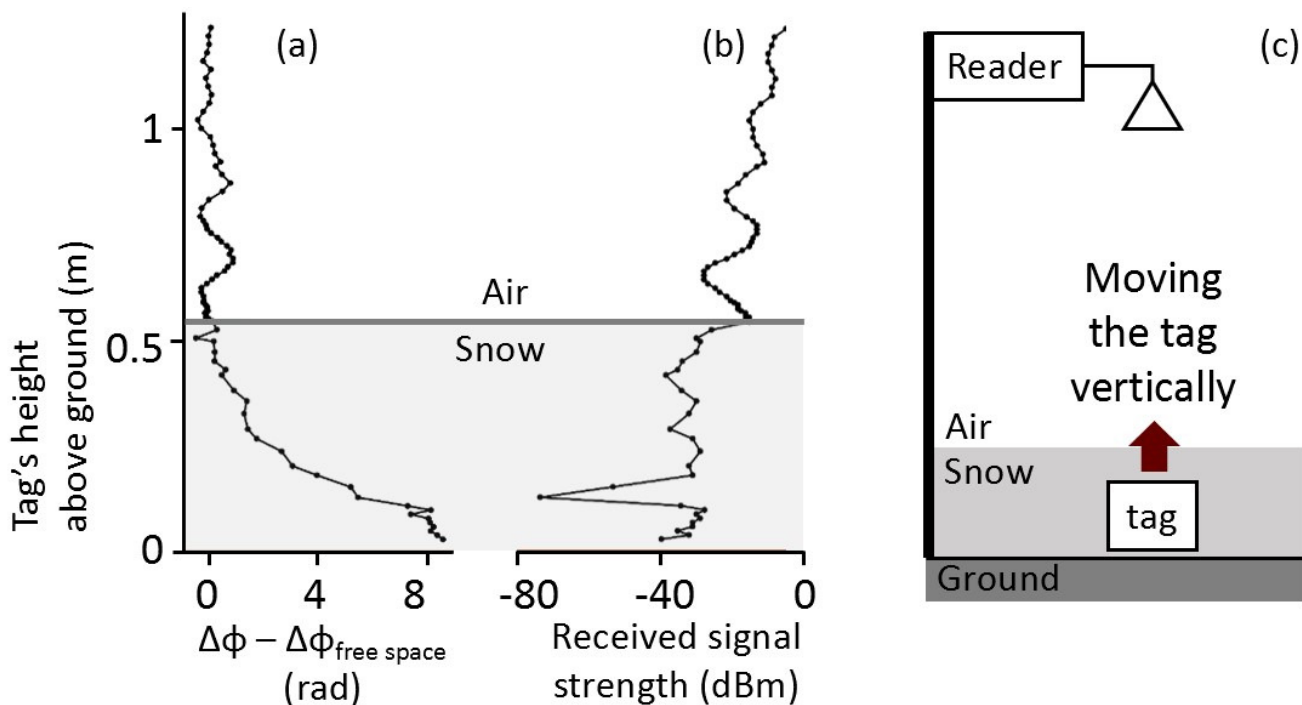 (a)
(b)
(c)
Reader
1
Tag's height
above ground (m)
Air
0.5
Snow
Moving
the tag
vertically
Air
Snow
tag
0
Ground
0 4 8
-80 -40 0
Δϕ – Δϕfree space
(rad)
Received signal
strength (dBm)